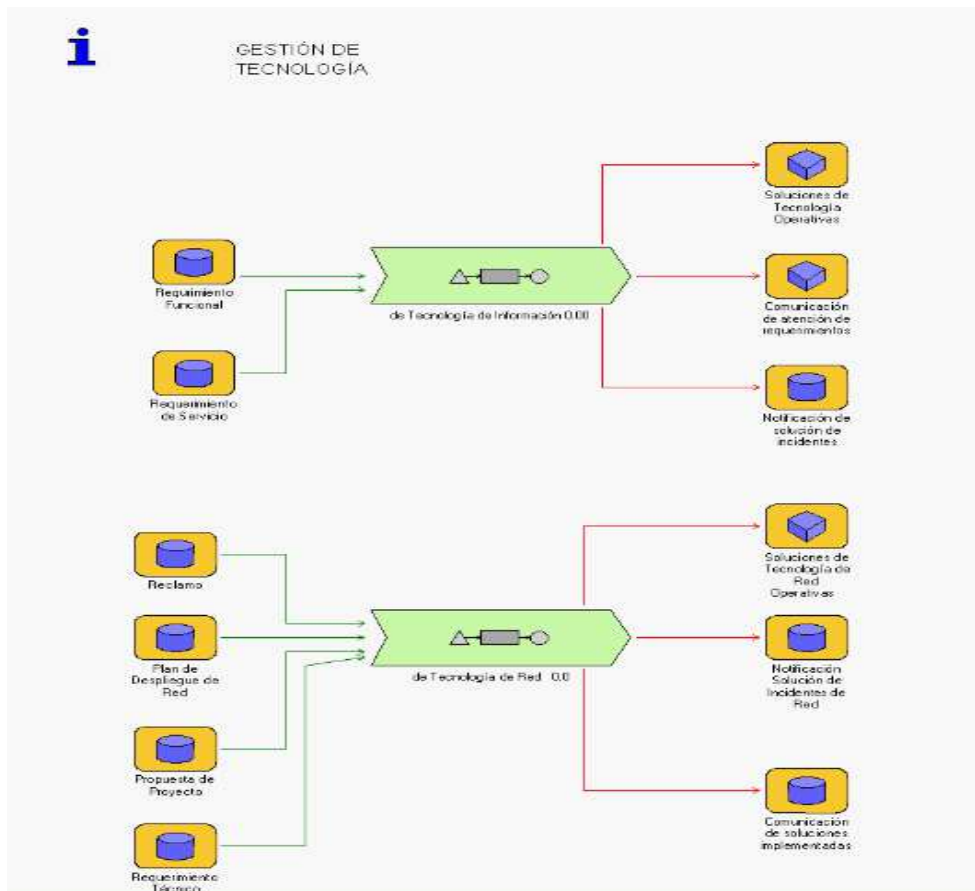 GESTIÓN DE
TECNOLOGÍA
Soluciones de
Tecnología
Operativas
Requirimiento
Funcional
de Tecnología de Información 0.00
Comunicación
de atención de
requerimientos
Requerimiento
de Servicio
Notificación de
solución de
incidentes
Reclamo
Soluciones de
Tecnología de
Red
Operativas
Plan de
Despliegue de
Red
de Tecnología de Red 0.0
Notificación
Solución de
Incidentes de
Red
Propuesta de
Proyecto
Comunicación
de soluciones
implementadas
Requerimiento
Técnico